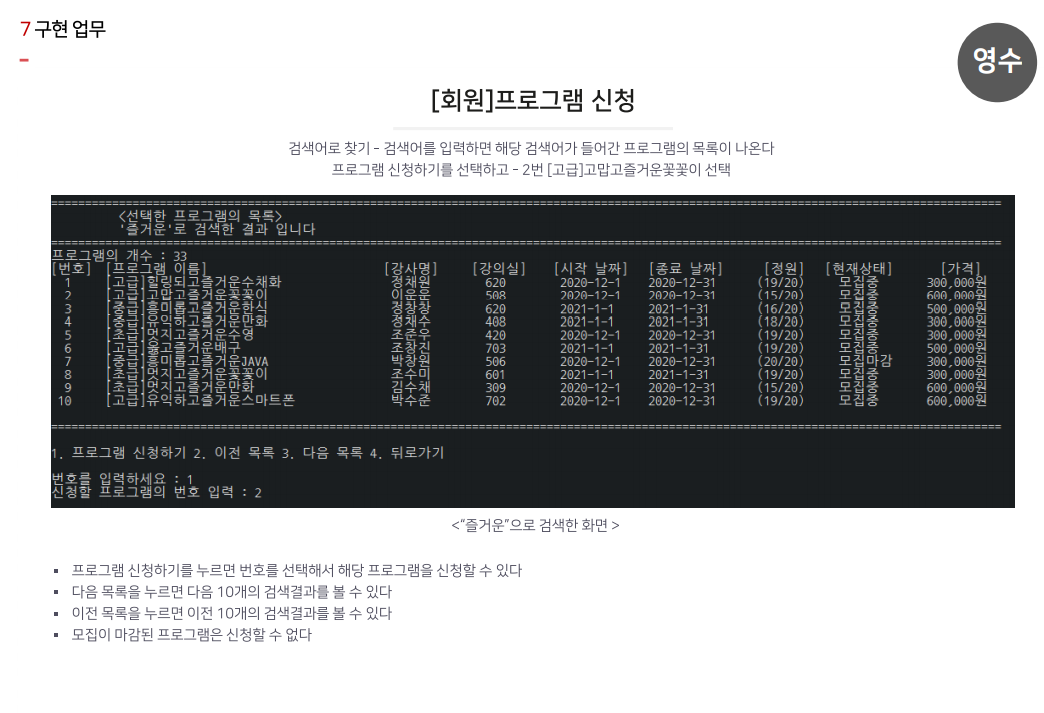 7 구현 업무
영수
[회원]프로그램 신청
검색어로 찾기 - 검색어를 입력하면 해당 검색어가 들어간 프로그램의 목록이 나온다
프로그램 신청하기를 선택하고 - 2번 [고급]고맙고즐거운꽃꽃이 선택
<선택한 프로그램의 목록>
'즐거운'로 검색한 결과 입니다
프로그램의 개수 : 33
[번호] [프로그램 이름] [강사명] [강의실] [시작 날짜] [종료 날짜] [정원] [현재상태] [가격]
1 [고급]힐링되고즐거운수채화 정채원 620 2020-12-1 2020-12-31 (19/20) 모집중 300,000원
2 [고급]고맙고즐거운꽃꽃이 이운운 508 2020-12-1 2020-12-31 (15/20) 모집중 600,000원
3 [중급]흥미롭고즐거운한식 정창창 620 2021-1-1 2021-1-31 (16/20) 모집중 500,000원
4 [중급]유익하고즐거운만화 정채수 408 2021-1-1 2021-1-31 (18/20) 모집중 300,000원
5 [초급]멋지고즐거운수영 조준우 420 2020-12-1 2020-12-31 (19/20) 모집중 300,000원
6 [고급]옳고즐거운배구 조창진 703 2021-1-1 2021-1-31 (19/20) 모집중 500,000원
7 [중급]흥미롭고즐거운JAVA 박창원 506 2020-12-1 2020-12-31 (20/20) 모집마감 300,000원
8 [초급]멋지고즐거운꽃꽃이 조수미 601 2021-1-1 2021-1-31 (19/20) 모집중 300,000원
9 [초급]멋지고즐거운만화 김수채 309 2020-12-1 2020-12-31 (15/20) 모집중 600,000원
10 [고급]유익하고즐거운스마트폰 박수준 702 2020-12-1 2020-12-31 (19/20) 모집중 600,000원
1. 프로그램 신청하기 2. 이전 목록 3. 다음 목록 4. 뒤로가기
번호를 입력하세요 : 1
신청할 프로그램의 번호 입력 : 2
<“즐거운”으로 검색한 화면 >
▪ 프로그램 신청하기를 누르면 번호를 선택해서 해당 프로그램을 신청할 수 있다
▪ 다음 목록을 누르면 다음 10개의 검색결과를 볼 수 있다
▪ 이전 목록을 누르면 이전 10개의 검색결과를 볼 수 있다
▪ 모집이 마감된 프로그램은 신청할 수 없다